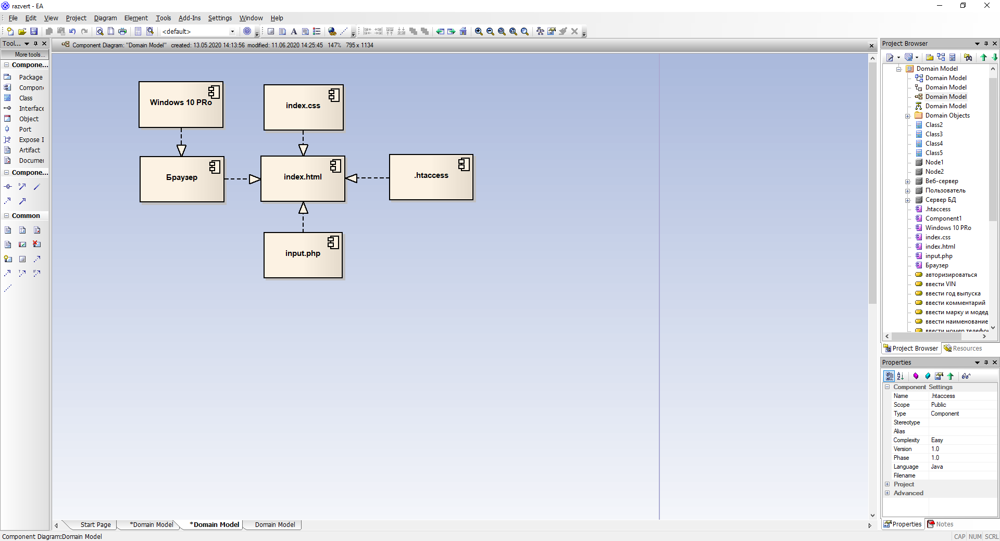 razvert - EA
File Edit View Project Diagram Element Tools Add-Ins Settings Window Help
<default>
Tool...
More tools...
Compone...
Package
Compon
Class
Interface
Object
Port
Expose I
Artifact
Documer
Compone...
Common
Component Diagram: "Domain Model" created: 13.05.2020 14:13:56 modified: 11.06.2020 14:25:45 147% 795 x 1134
Windows 10 PRo
index.css
Браузер
index.html
.htaccess
input.php
Start Page
*Domain Model
*Domain Model
Domain Model
Project Browser
Domain Model
Domain Model
Domain Model
Domain Model
Domain Model
Domain Objects
Class2
Class3
Class4
Class5
Node1
Node2
Веб-сервер
Пользователь
Сервер БД
.htaccess
Component1
Windows 10 PRo
index.css
index.html
input.php
Браузер
авторизироваться
ввести VIN
ввести год выпуска
ввести комментарий
ввести марку и модед
ввести наименование
ввести номер телефон
Project Browser Resources
Properties
Component Settings
Name .htaccess
Scope Public
Type Component
Stereotype
Alias
Complexity Easy
Version 1.0
Phase 1.0
Language Java
Filename
Project
Advanced
Properties Notes
Component Diagram:Domain Model
CAP NUM SCRL